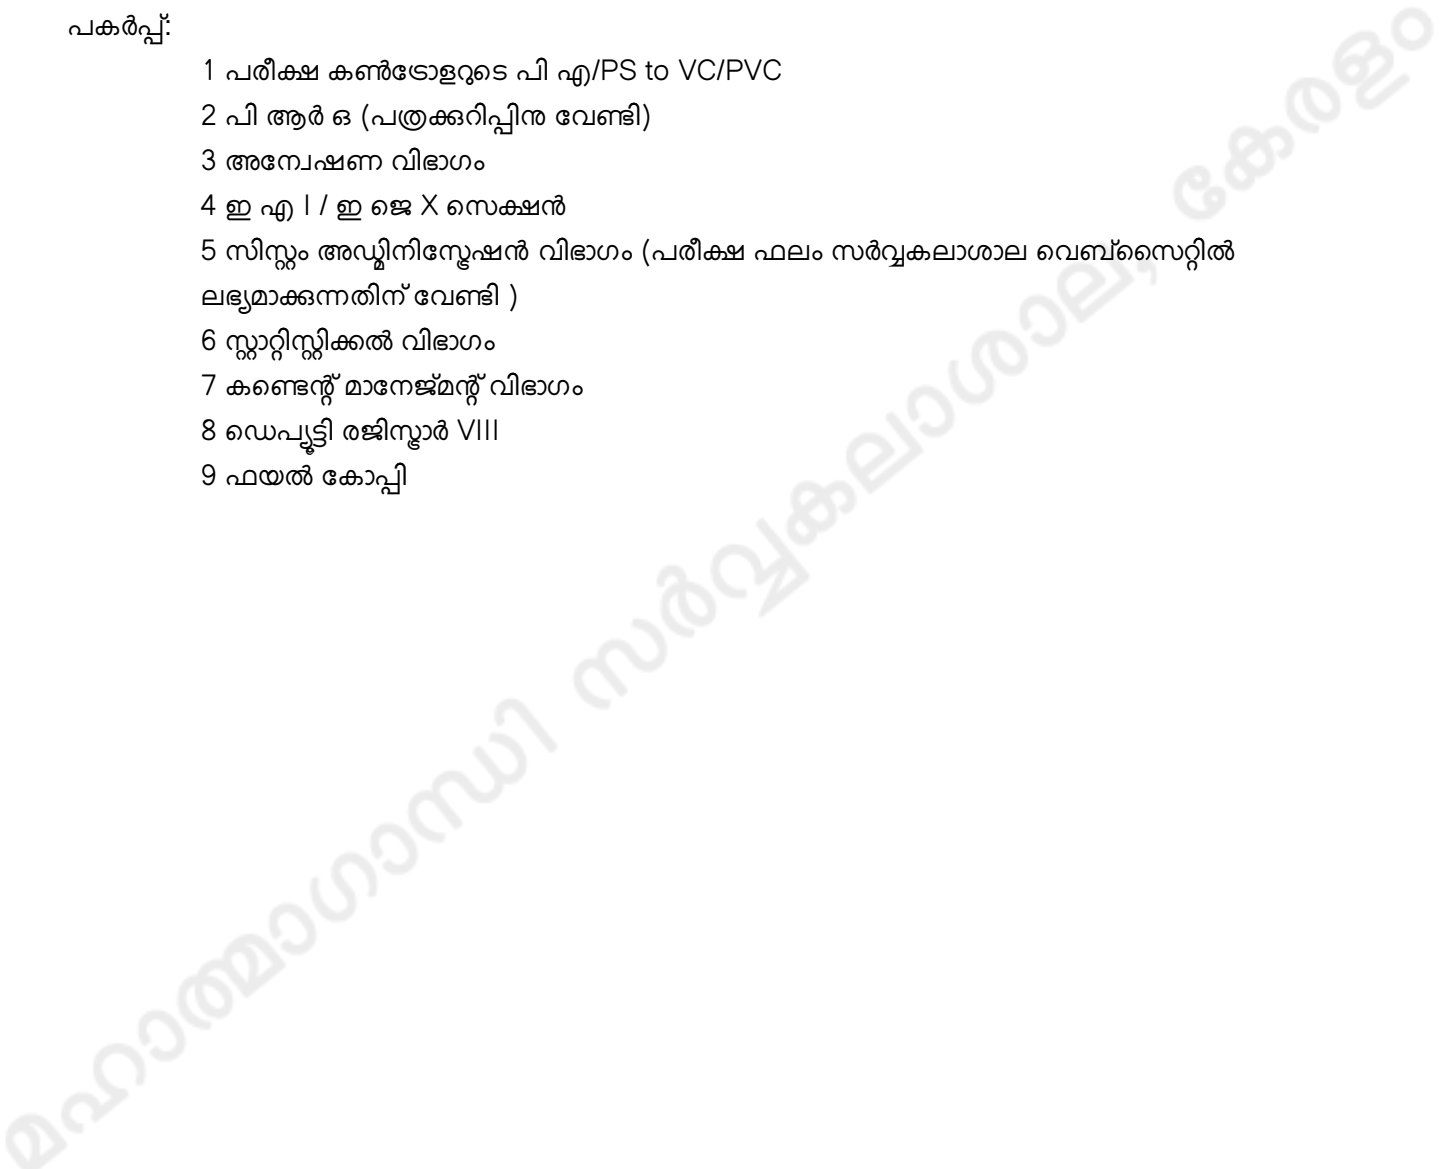 പകർപ്പ്:
1 പരീക്ഷ കൺട്രോളറുടെ പി എ/PS to VC/PVC
2 പി ആർ ഒ (പത്രക്കുറിപ്പിനു വേണ്ടി)
3 അന്വേഷണ വിഭാഗം
4 ഇ എ I / ഇ ജെ X സെക്ഷൻ
5 സിസ്റ്റം അഡ്മിനിസ്ട്രേഷൻ വിഭാഗം (പരീക്ഷ ഫലം സർവ്വകലാശാല വെബ്സൈറ്റിൽ
ലഭ്യമാക്കുന്നതിന് വേണ്ടി )
6 സ്റ്റാറ്റിസ്റ്റിക്കൽ വിഭാഗം
7 കണ്ടെന്റ് മാനേജ്മന്റ് വിഭാഗം
8 ഡെപ്യൂട്ടി രജിസ്ട്രാർ VIII
9 ഫയൽ കോപ്പി
മഹാത്മാഗാന്ധി സർവ്വകലാശാല, കേരളം